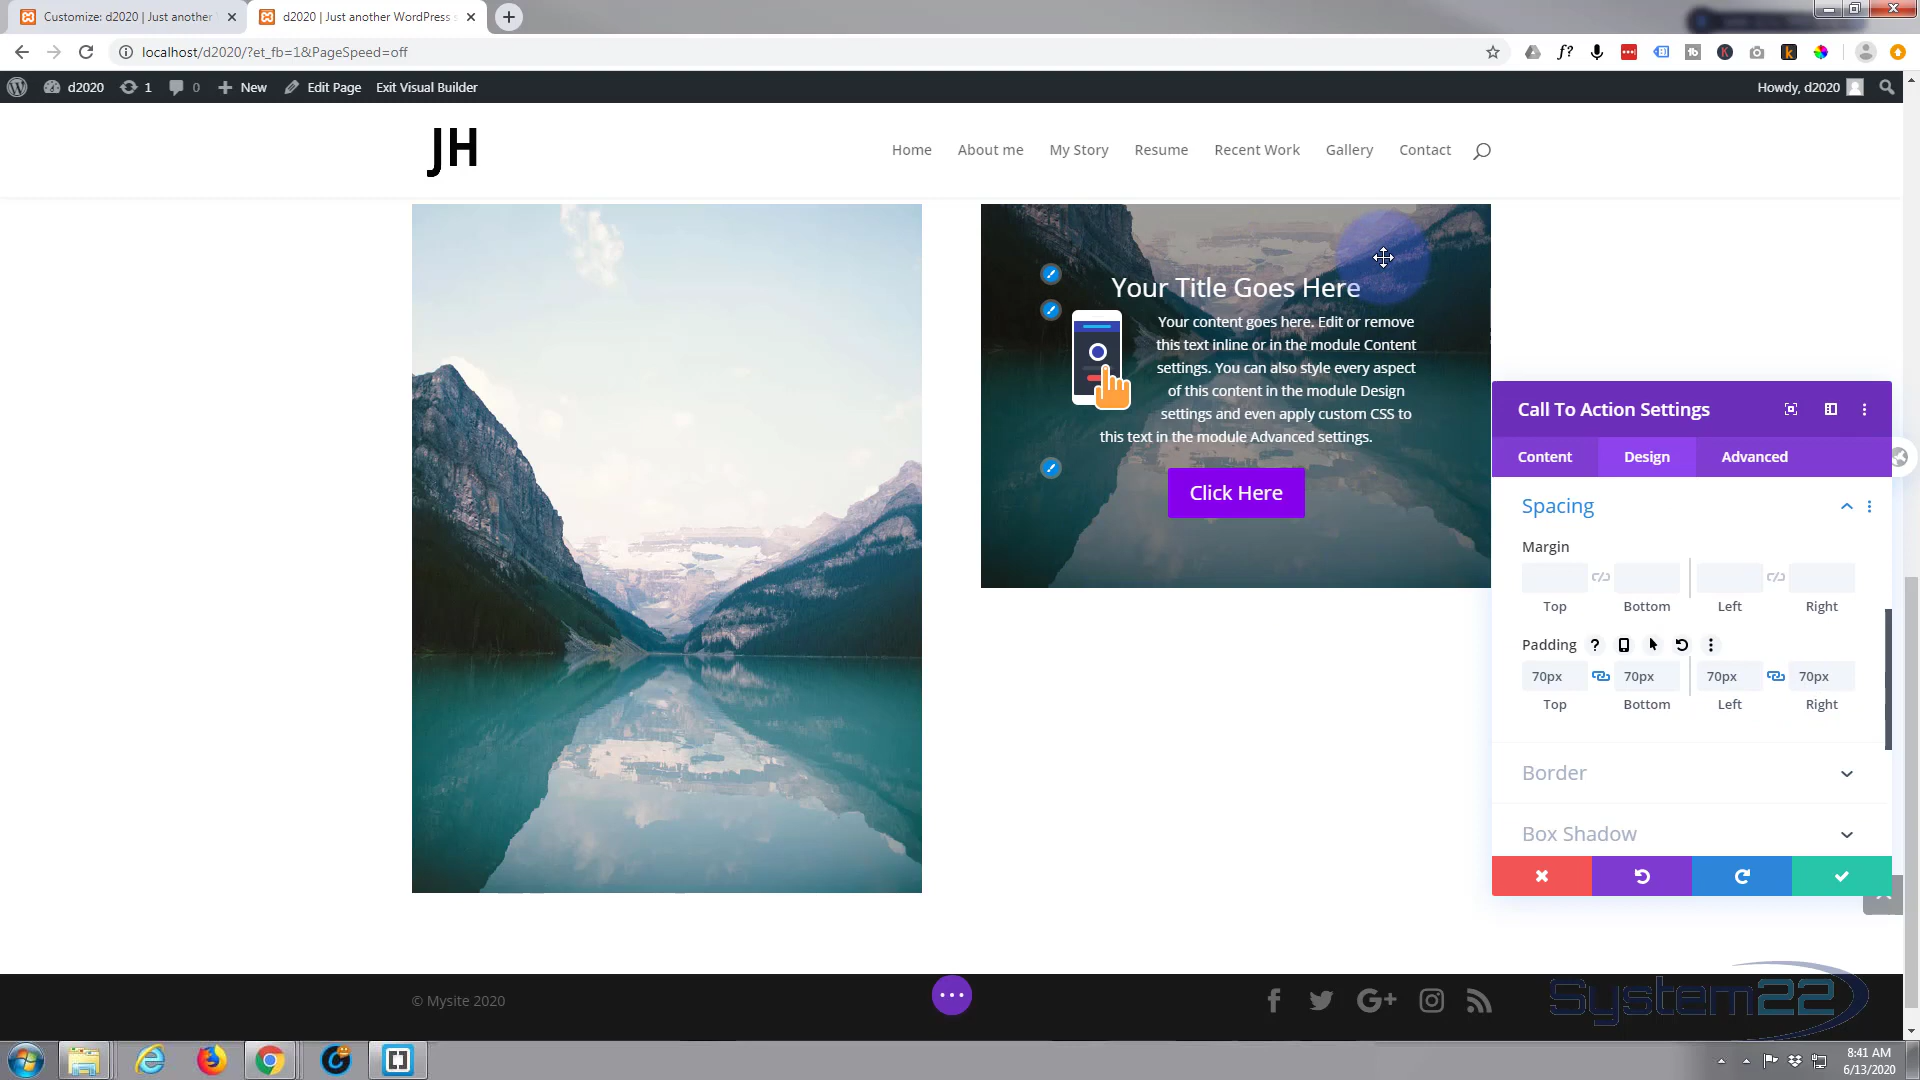 Customize: d2020 | Just another
d2020 | Just another WordPress s
localhost/d2020/?et_fb=1&PageSpeed=off
d2020
1
0
New
Edit Page
Exit Visual Builder
Howdy, d2020
JH
Home
About me
My Story
Resume
Recent Work
Gallery
Contact
Your Title Goes Here
Your content goes here. Edit or remove
this text inline or in the module Content
settings. You can also style every aspect
of this content in the module Design
settings and even apply custom CSS to
this text in the module Advanced settings.
Click Here
Call To Action Settings
Content
Design
Advanced
Spacing
Margin
Top
Bottom
Left
Right
Padding
70px
70px
70px
70px
Top
Bottom
Left
Right
Border
Box Shadow
© Mysite 2020
System22
8:41 AM
6/13/2020